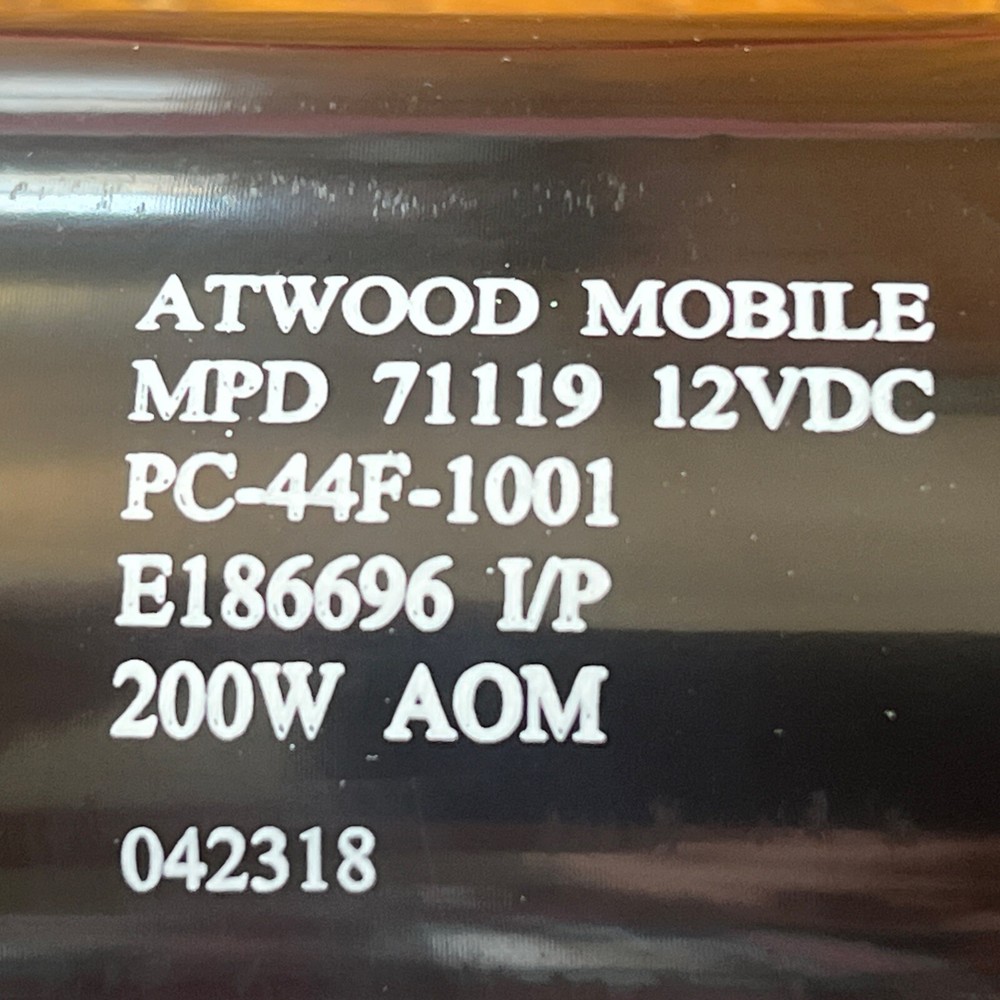 ATWOOD MOBILE
MPD 71119 12VDC
PC-44F-1001
E186696 I/P
200W AOM
042318